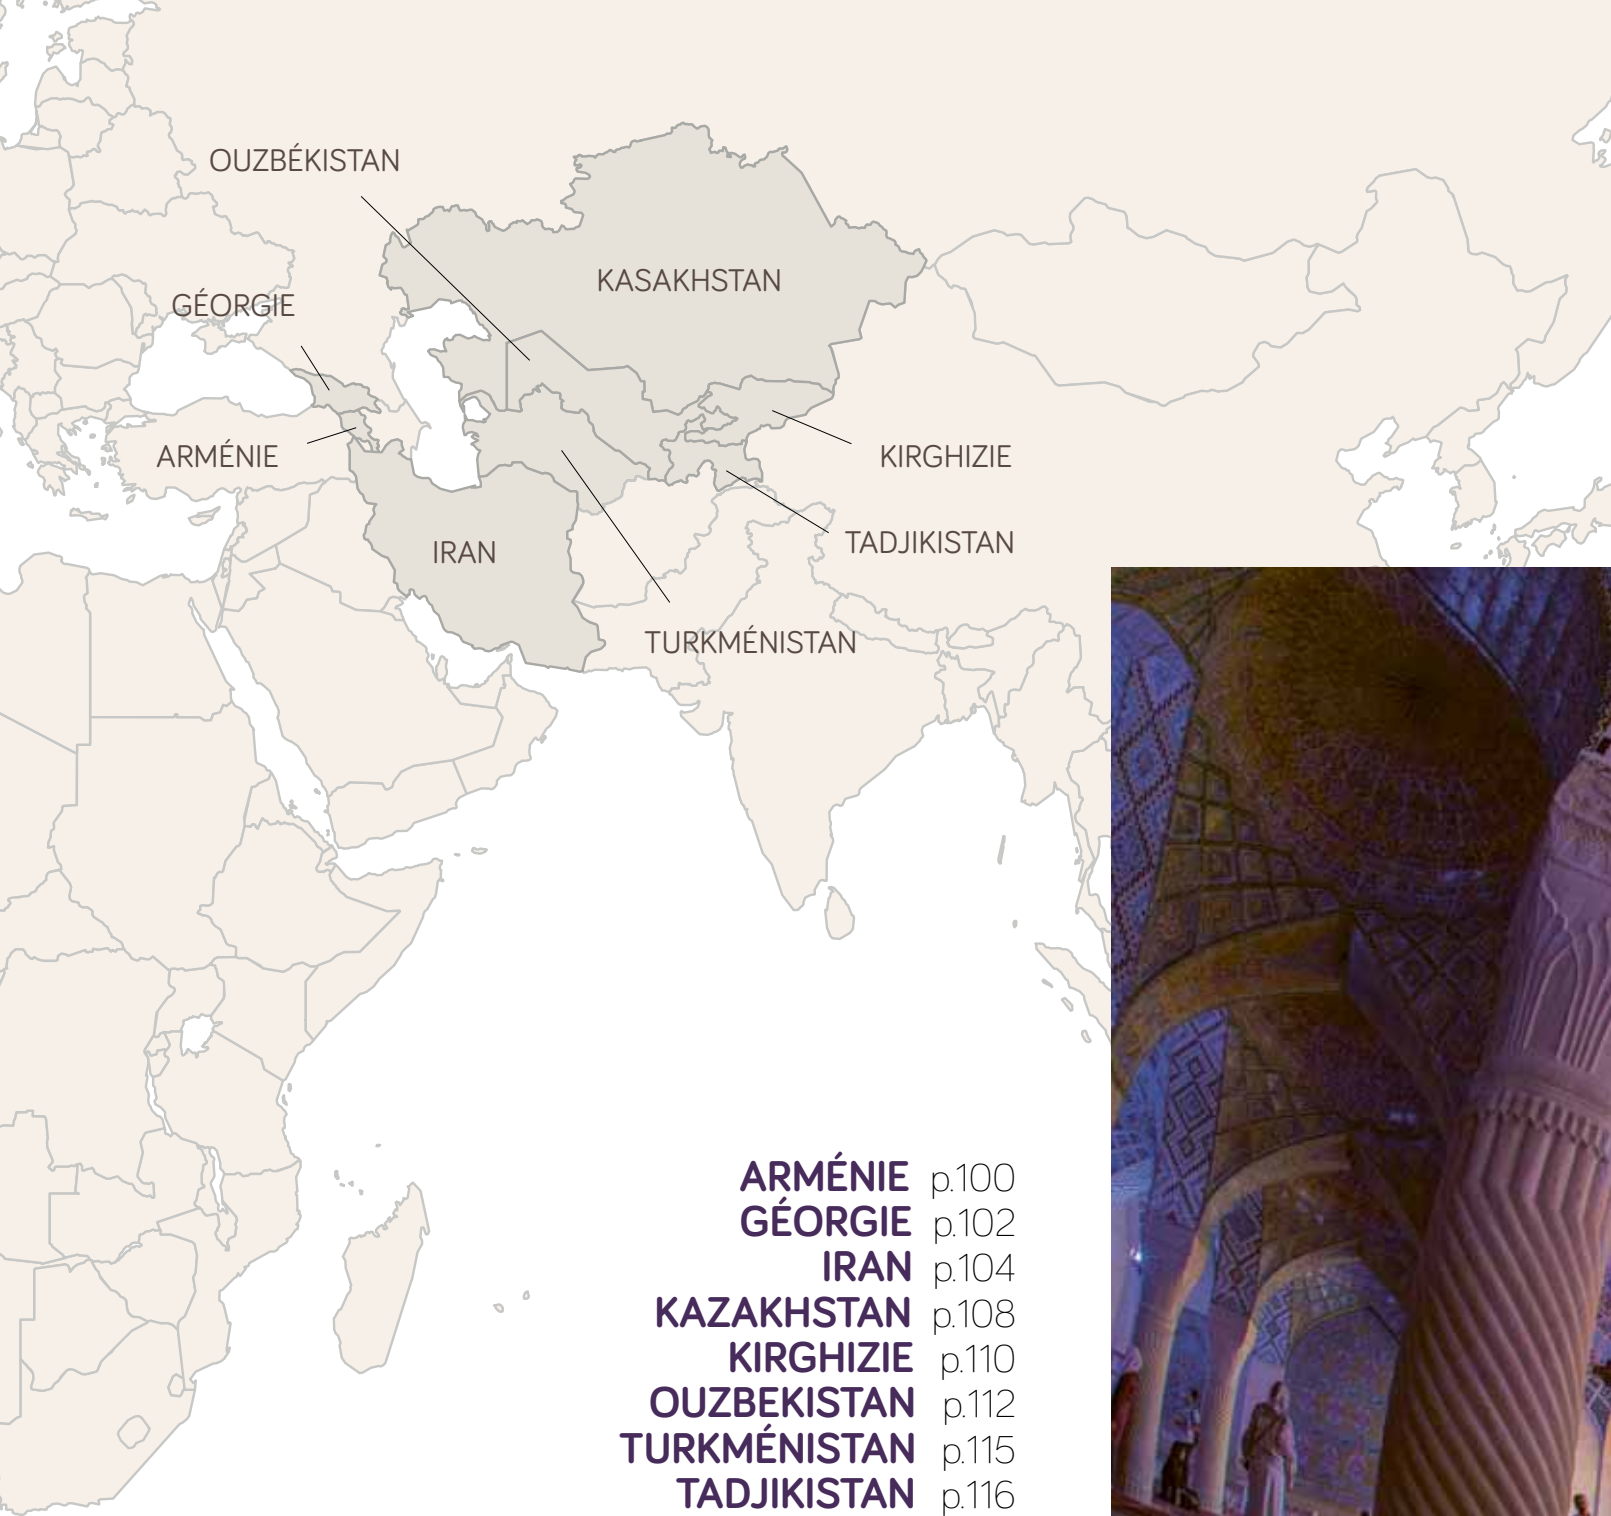 OUZBÉKISTAN
KASAKHSTAN
GÉORGIE
ARMÉNIE
KIRGHIZIE
IRAN
TADJIKISTAN
TURKMÉNISTAN
ARMÉNIE p.100
GÉORGIE p.102
IRAN p.104
KAZAKHSTAN p.108
KIRGHIZIE p.110
OUZBEKISTAN p.112
TURKMÉNISTAN p.115
TADJIKISTAN p.116